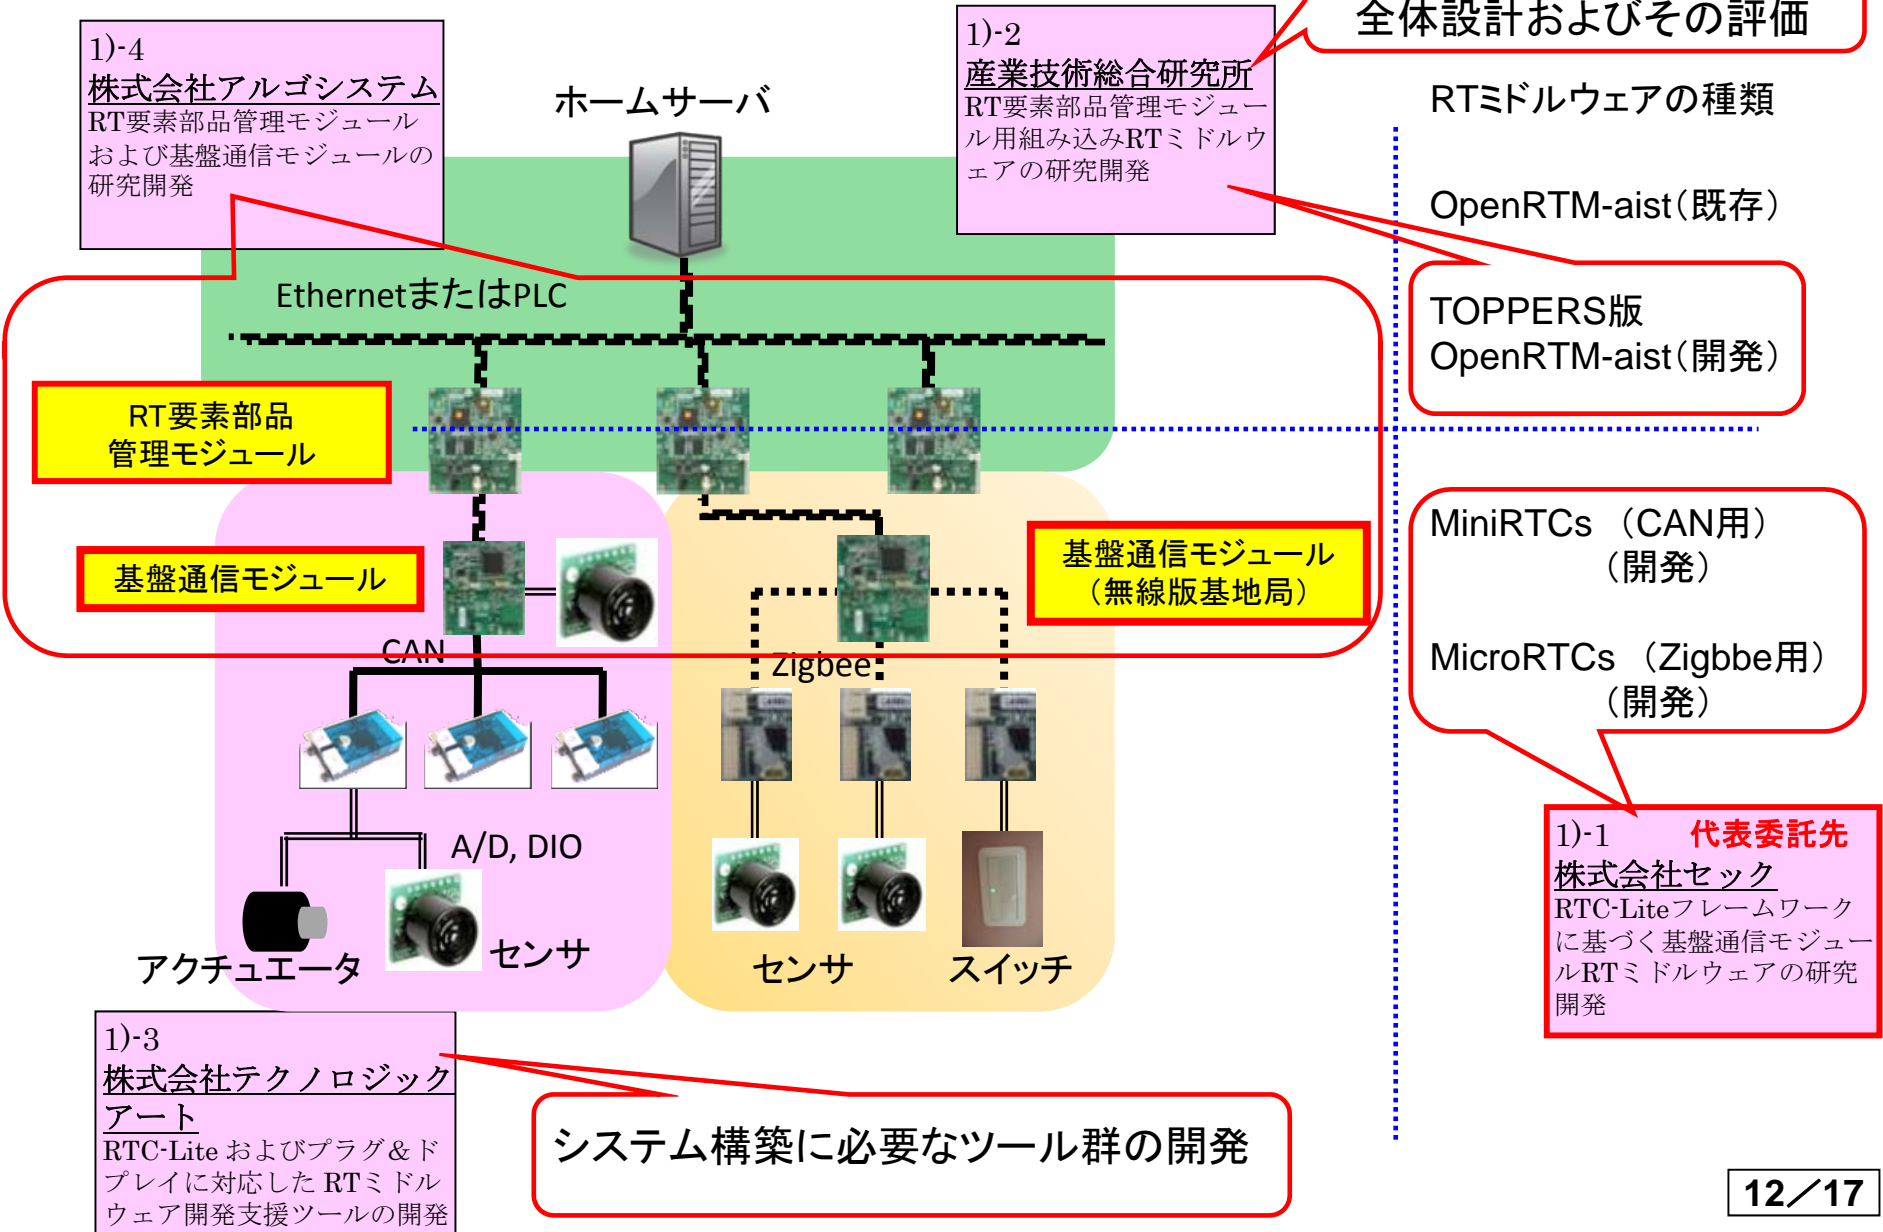 全体設計およびその評価
1)-4
株式会社アルゴシステム
RT要素部品管理モジュール
および基盤通信モジュールの
研究開発
ホームサーバ
1)-2
産業技術総合研究所
RT要素部品管理モジュー
ル用組み込みRTミドルウ
ェアの研究開発
RTミドルウェアの種類
OpenRTM-aist(既存)
EthernetまたはPLC
TOPPERS版
OpenRTM-aist(開発)
RT要素部品
管理モジュール
基盤通信モジュール
基盤通信モジュール
(無線版基地局)
MiniRTCs (CAN用)
(開発)
MicroRTCs (Zigbbe用)
(開発)
CAN
Zigbee
A/D, DIO
アクチュエータ
センサ
センサ
スイッチ
1)-1 代表委託先
株式会社セック
RTC-Liteフレームワーク
に基づく基盤通信モジュー
ルRTミドルウェアの研究
開発
1)-3
株式会社テクノロジック
アート
RTC-Lite およびプラグ&ド
プレイに対応した RTミドル
ウェア開発支援ツールの開発
システム構築に必要なツール群の開発
12/17